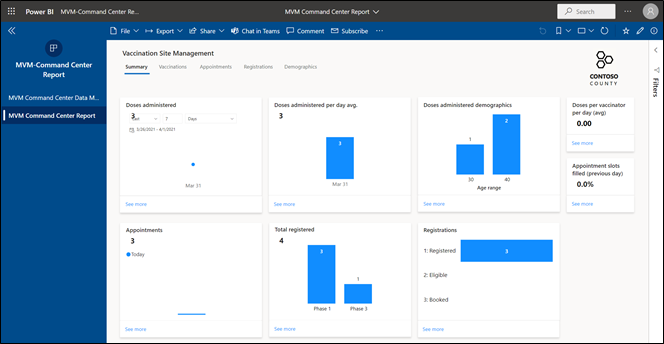 Power BI
MVM-Command Center Re...
MVM Command Center Report
Search
File
Export
Share
Chat in Teams
Comment
Subscribe
MVM-Command Center
Report
MVM Command Center Data M...
MVM Command Center Report
Vaccination Site Management
Summary
Vaccinations
Appointments
Registrations
Demographics
CONTOSO
COUNTY
Filters
Doses administered
3
7
Days
3/26/2021 - 4/1/2021
Mar 31
See more
Doses administered per day avg.
3
3
Mar 31
See more
Doses administered demographics
1
2
50
40
Age range
See more
Doses per vaccinator
per day (avg)
0.00
See more
Appointment slots
filled (previous day)
0.0%
See more
Appointments
3
Today
See more
Total registered
4
3
1
Phase 1
Phase 3
See more
Registrations
1: Registered
3
2: Eligible
3: Booked
See more